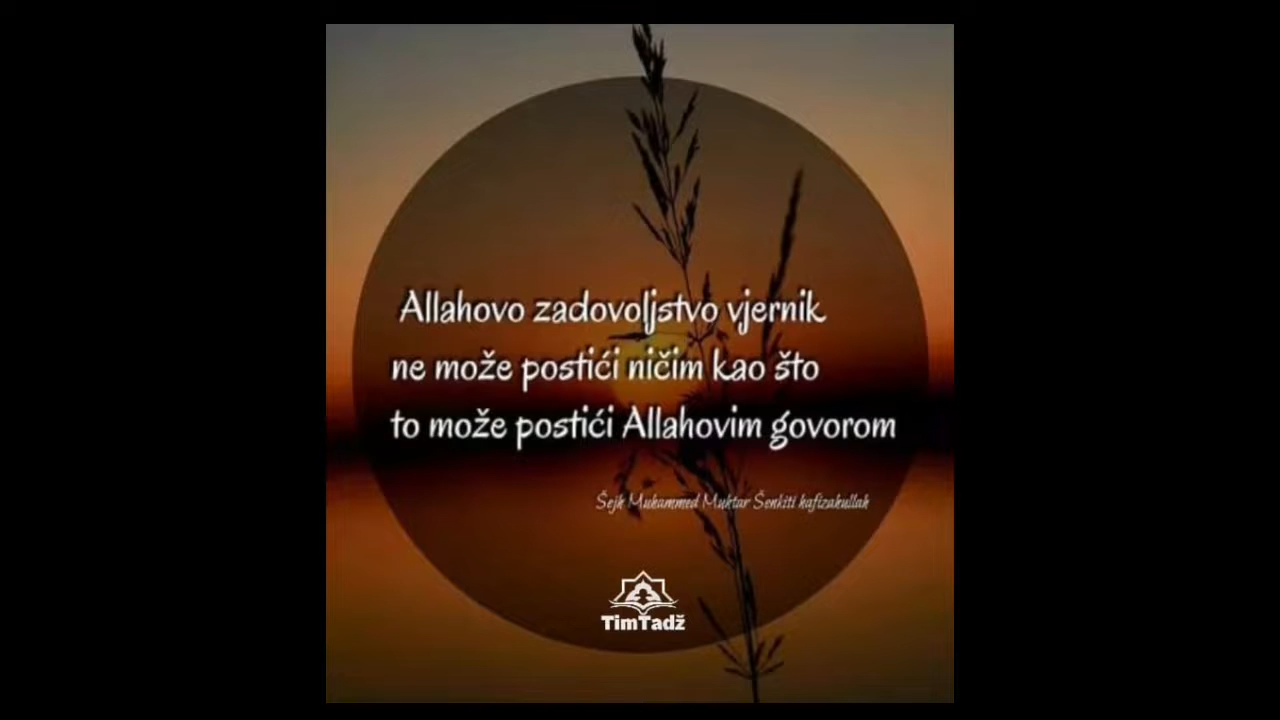 Allahovo zadovoljstvo vjernik
ne može postići ničim kao što
to može postići Allahovim govorom
Šejh Muhammed Muktar Šenkiti hafizahullah
TimTadž